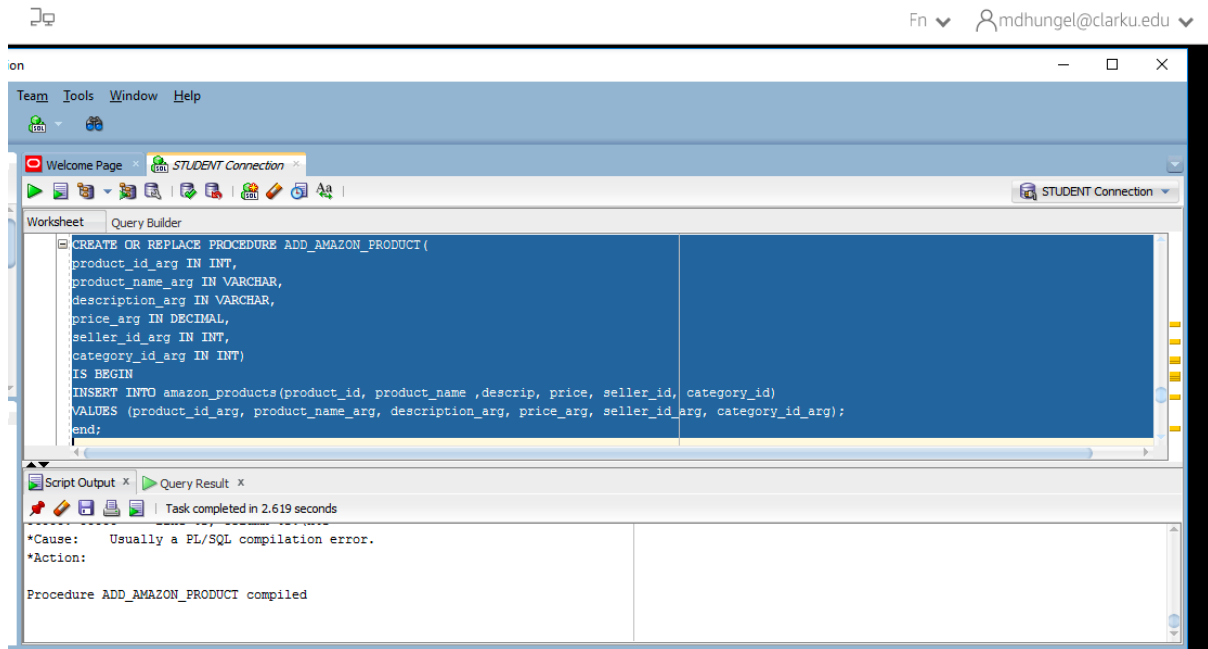 Fn mdhungel@clarku.edu
ion
Team Tools Window Help
SQL
Welcome Page STUDENT Connection
STUDENT Connection
Worksheet Query Builder
CREATE OR REPLACE PROCEDURE ADD_AMAZON_PRODUCT(
product_id_arg IN INT,
product_name_arg IN VARCHAR,
description_arg IN VARCHAR,
price_arg IN DECIMAL,
seller_id_arg IN INT,
category_id_arg IN INT)
IS BEGIN
INSERT INTO amazon_products(product_id, product_name ,descrip, price, seller_id, category_id)
VALUES (product_id_arg, product_name_arg, description_arg, price_arg, seller_id_arg, category_id_arg);
end;
Script Output x Query Result x
Task completed in 2.619 seconds
*Cause: Usually a PL/SQL compilation error.
*Action:
Procedure ADD_AMAZON_PRODUCT compiled